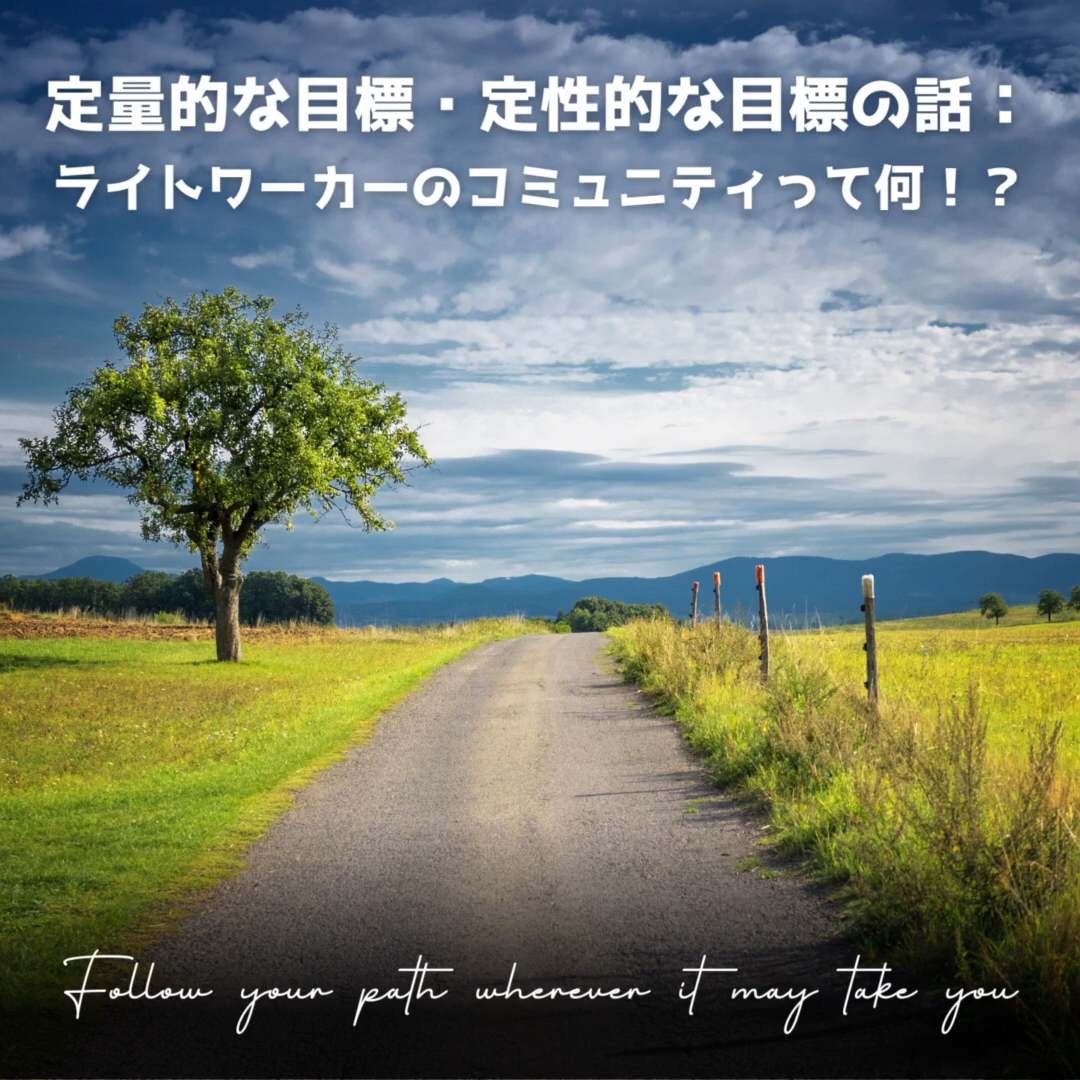 定量的な目標・定性的な目標の話：
ライトワーカーのコミュニティって何！？
Follow your path wherever it may take you